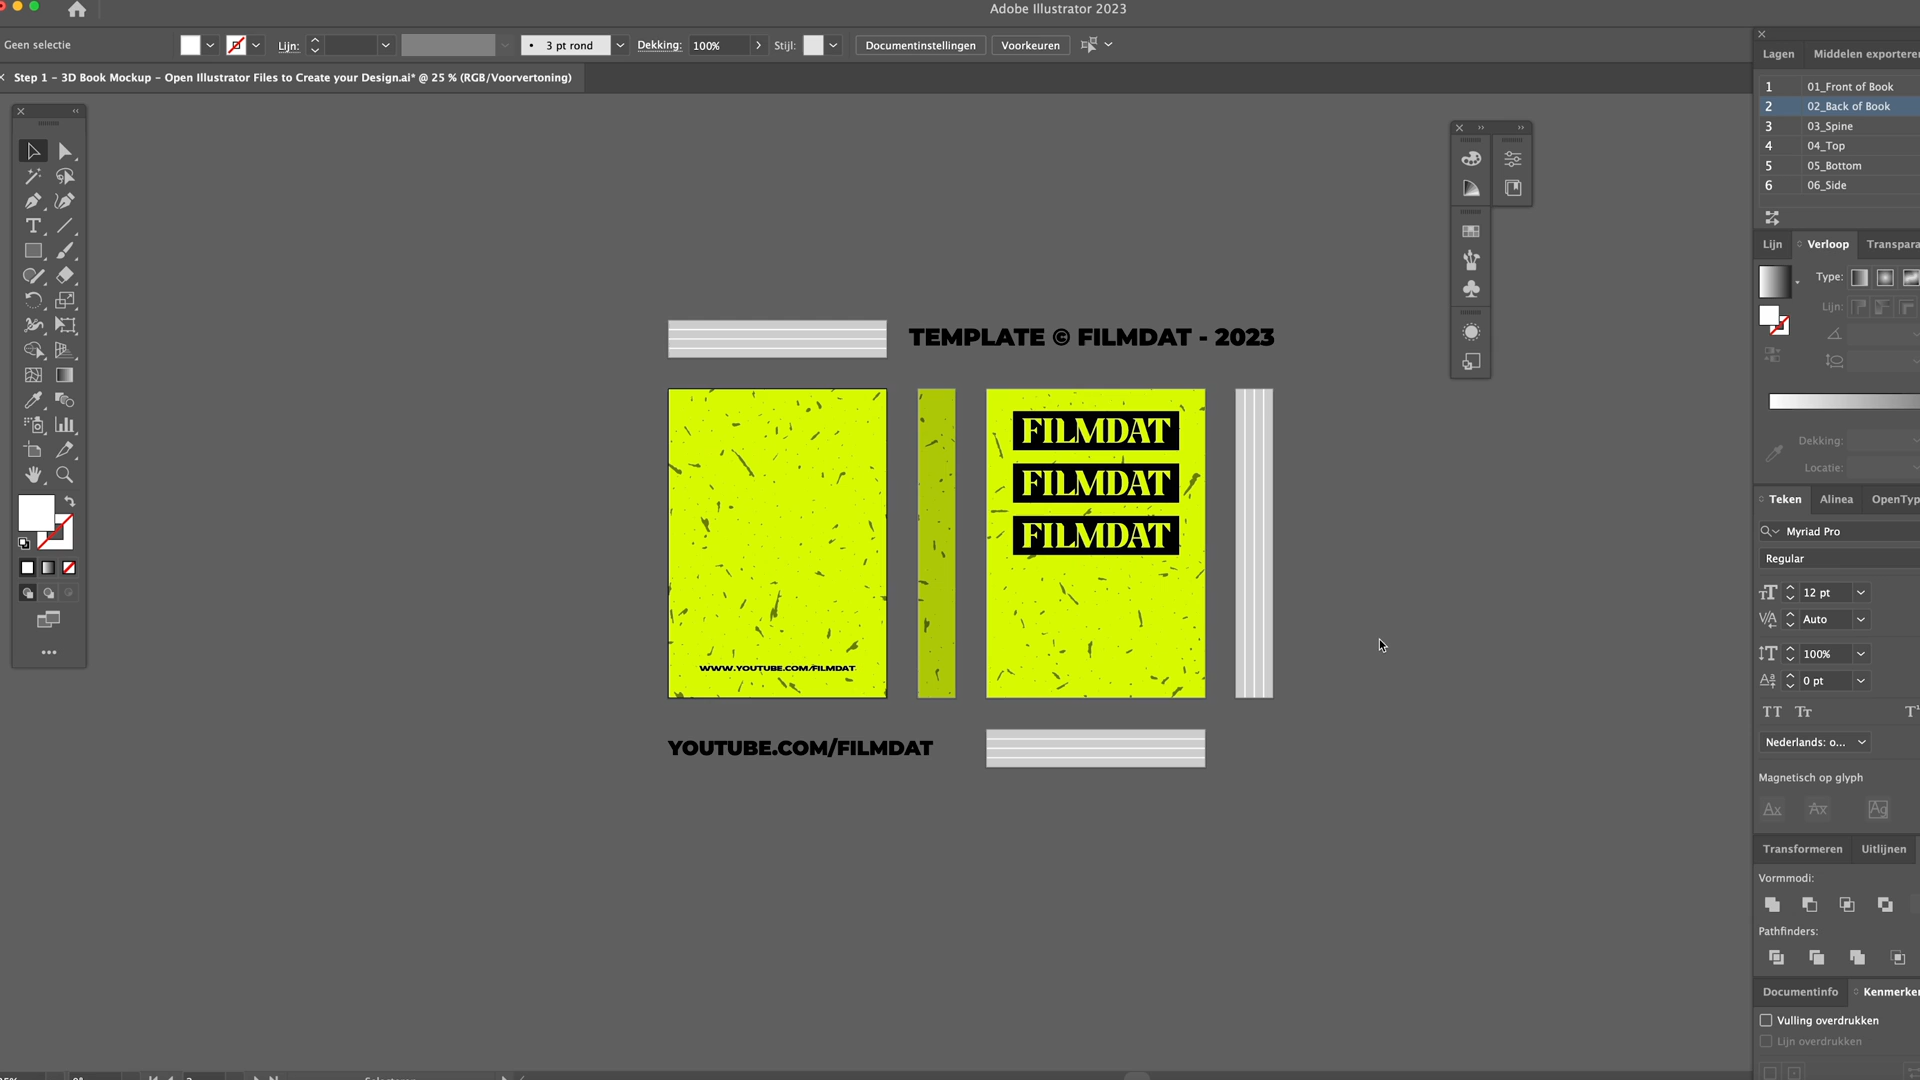 Adobe Illustrator 2023
Geen selectie
Lijn:
3 pt rond
Dekking:
100%
Stijl:
Documentinstellingen
Voorkeuren
Step 1 - 3D Book Mockup - Open Illustrator Files to Create your Design.ai* @ 25 % (RGB/Voorvertoning)
Lagen
Middelen exporteren
1 01_Front of Book
2 02_Back of Book
3 03_Spine
4 04_Top
5 05_Bottom
6 06_Side
Lijn
Verloop
Transpara
Type:
Lijn:
TEMPLATE © FILMDAT - 2023
FILMDAT
FILMDAT
FILMDAT
WWW.YOUTUBE.COM/FILMDAT
YOUTUBE.COM/FILMDAT
Dekking:
Locatie:
Teken
Alinea
OpenTyp
Myriad Pro
Regular
12 pt
Auto
100%
0 pt
Nederlands: o...
Magnetisch op glyph
Transformeren
Uitlijnen
Vormmodi:
Pathfinders:
Documentinfo
Kenmerken
Vulling overdrukken
Lijn overdrukken